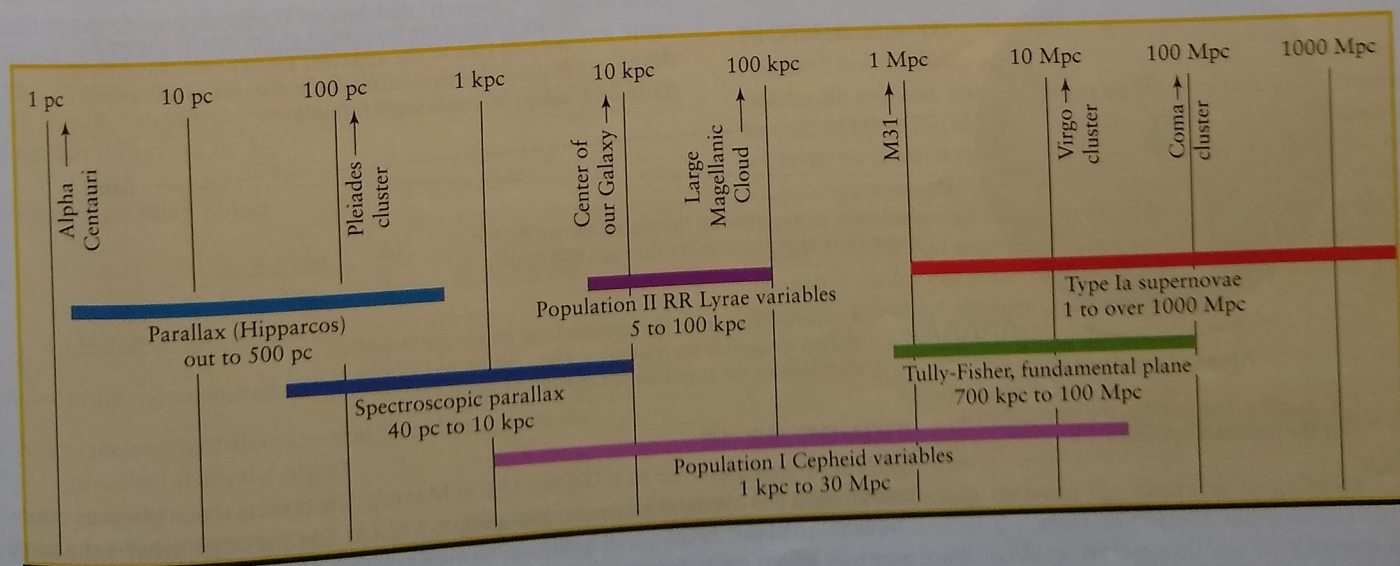 1 pc
10 pc
100 pc
1 kpc
10 kpc
100 kpc
1 Mpc
10 Mpc
100 Mpc
1000 Mpc
Alpha
Centauri
Pleiades
cluster
Center of
our Galaxy
Large
Magellanic
Cloud
M31
Virgo
cluster
Coma
cluster
Parallax (Hipparcos)
out to 500 pc
Population II RR Lyrae variables
5 to 100 kpc
Type Ia supernovae
1 to over 1000 Mpc
Spectroscopic parallax
40 pc to 10 kpc
Tully-Fisher, fundamental plane
700 kpc to 100 Mpc
Population I Cepheid variables
1 kpc to 30 Mpc